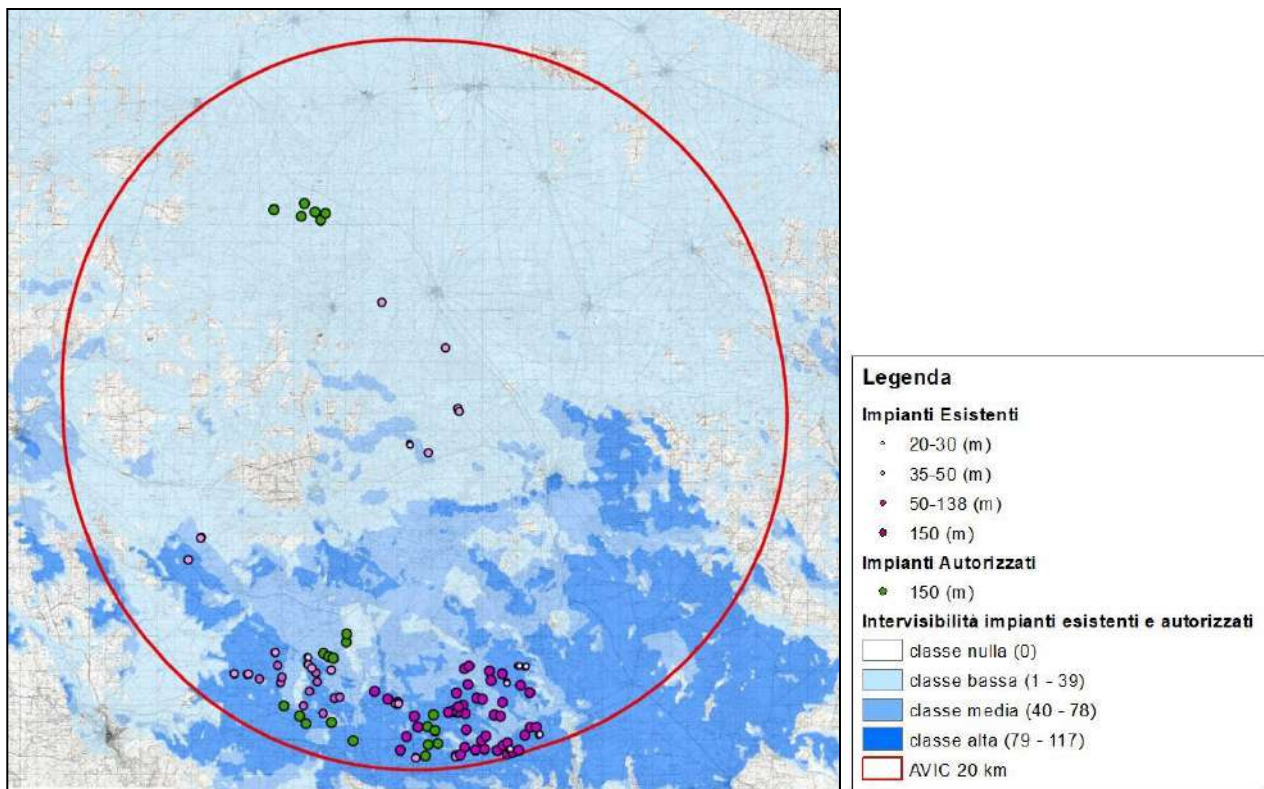 Legenda
Impianti Esistenti
20-30 (m)
35-50 (m)
50-138 (m)
150 (m)
Impianti Autorizzati
150 (m)
Intervisibilità impianti esistenti e autorizzati
classe nulla (0)
classe bassa (1 - 39)
classe media (40 - 78)
classe alta (79 - 117)
AVIC 20 km